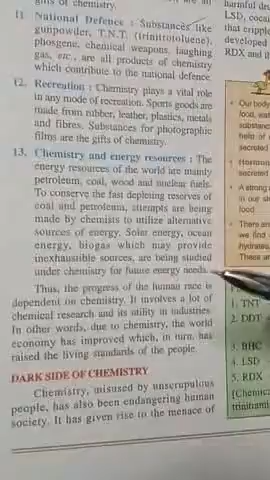 gifts of chemistry.
11. National Defence : Substances like
gunpowder, T.N.T. (trinitrotoluene),
phosgene, chemical weapons, laughing
gas, etc., are all products of chemistry
which contribute to the national defence.
12. Recreation : Chemistry plays a vital role
in any mode of recreation. Sports goods are
made from rubber, leather, plastics, metals
and fibres. Substances for photographic
films are the gifts of chemistry.
13. Chemistry and energy resources : The
energy resources of the world are mainly
petroleum, coal, wood and nuclear fuels.
To conserve the fast depleting reserves of
coal and petroleum, attempts are being
made by chemists to utilize alternative
sources of energy. Solar energy, ocean
energy, biogas which may provide
inexhaustible sources, are being studied
under chemistry for future energy needs.
Thus, the progress of the human race is
dependent on chemistry. It involves a lot of
chemical research and its utility in industries.
In other words, due to chemistry, the world
economy has improved which, in turn, has
raised the living standards of the people.
DARK SIDE OF CHEMISTRY
Chemistry, misused by unscrupulous
people, has also been endangering human
society. It has given rise to the menace of
harmful
LSD,
that
developed
RDX and
Our body
food,
substanc
secreted
Hormon
secreted
A strong
in our
food.
There are
we find
hydrates
These ar
1. TNT
2. DDT
3. BHC
4. LSD
5. RDX
[Chemic
trinitram